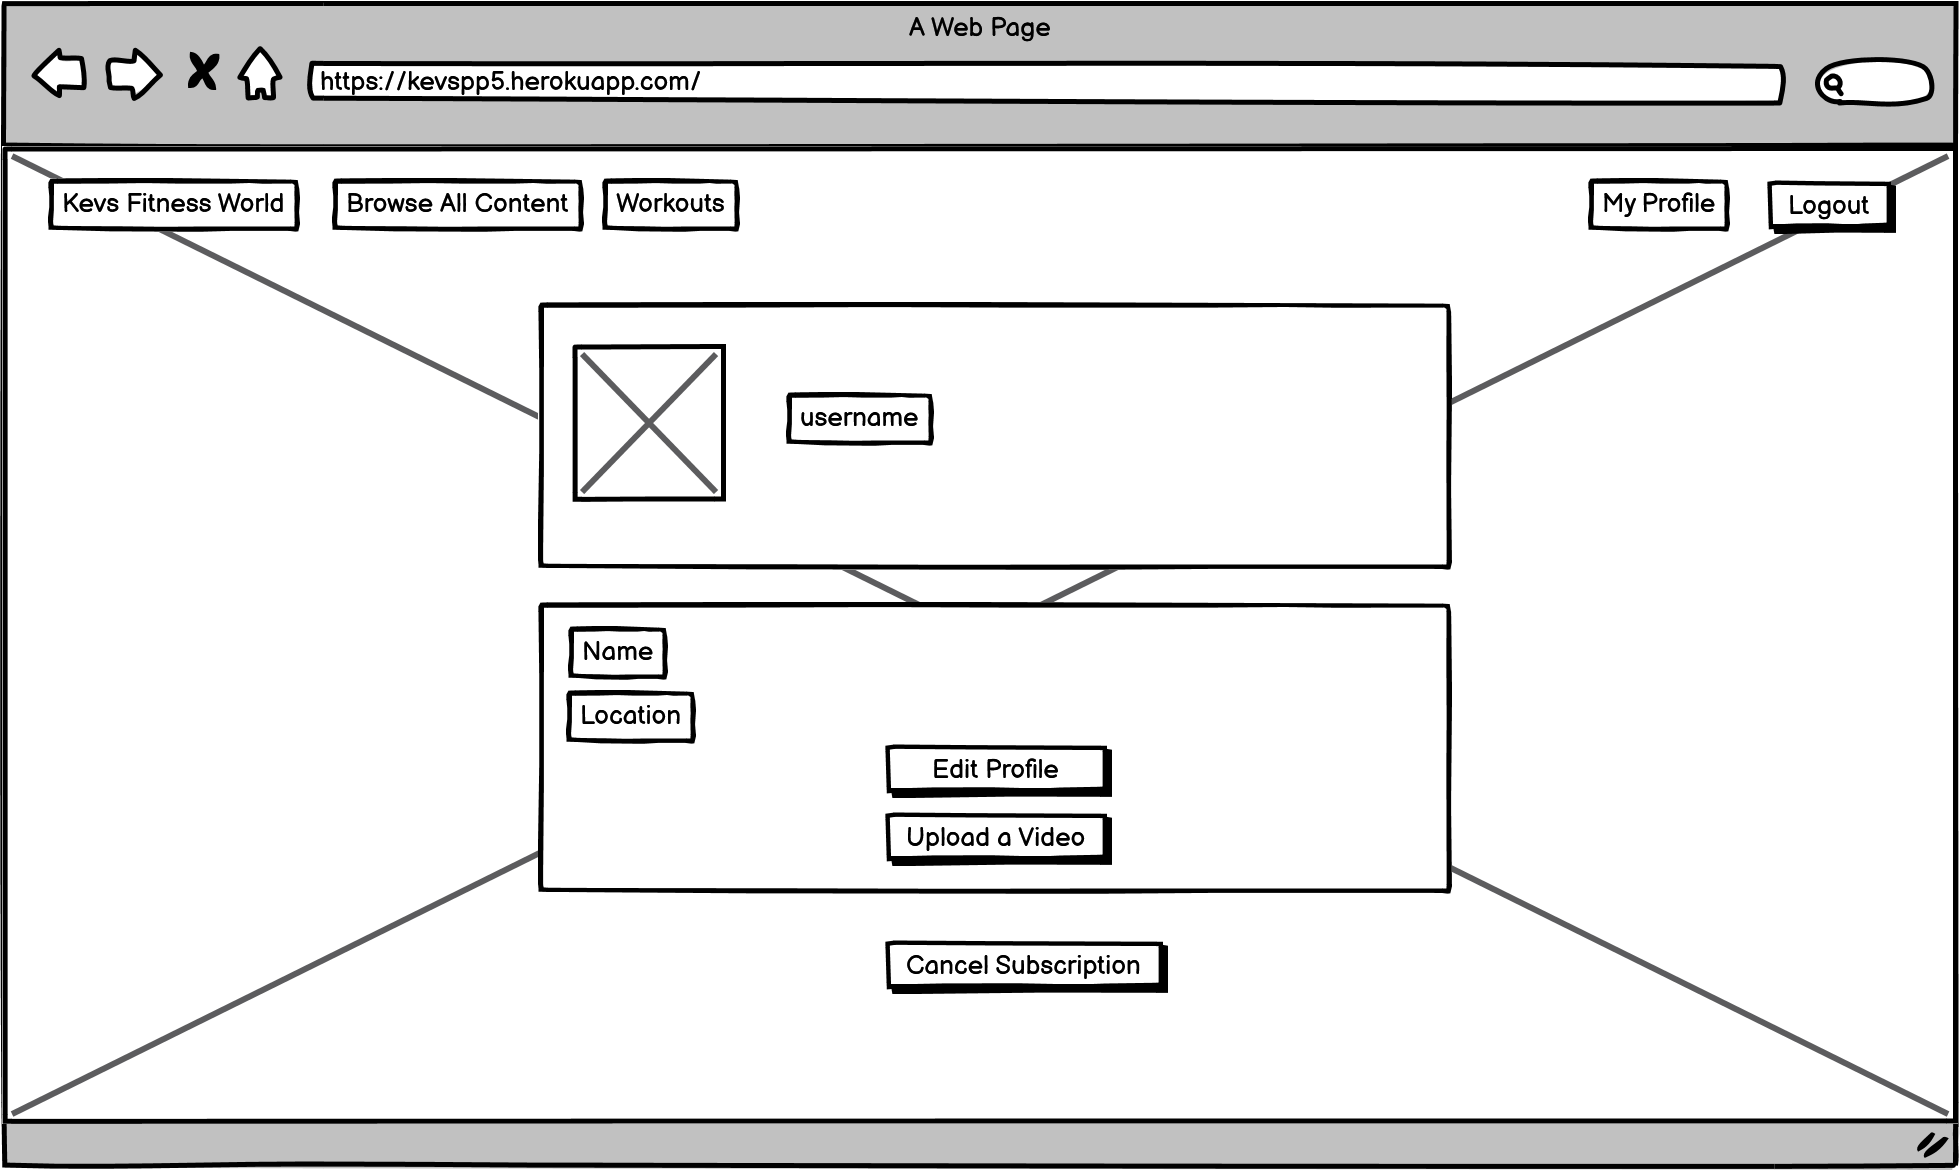 A Web Page
https://kevspp5.herokuapp.com/
Kevs Fitness World
Browse All Content
Workouts
My Profile
Logout
username
Name
Location
Edit Profile
Upload a Video
Cancel Subscription